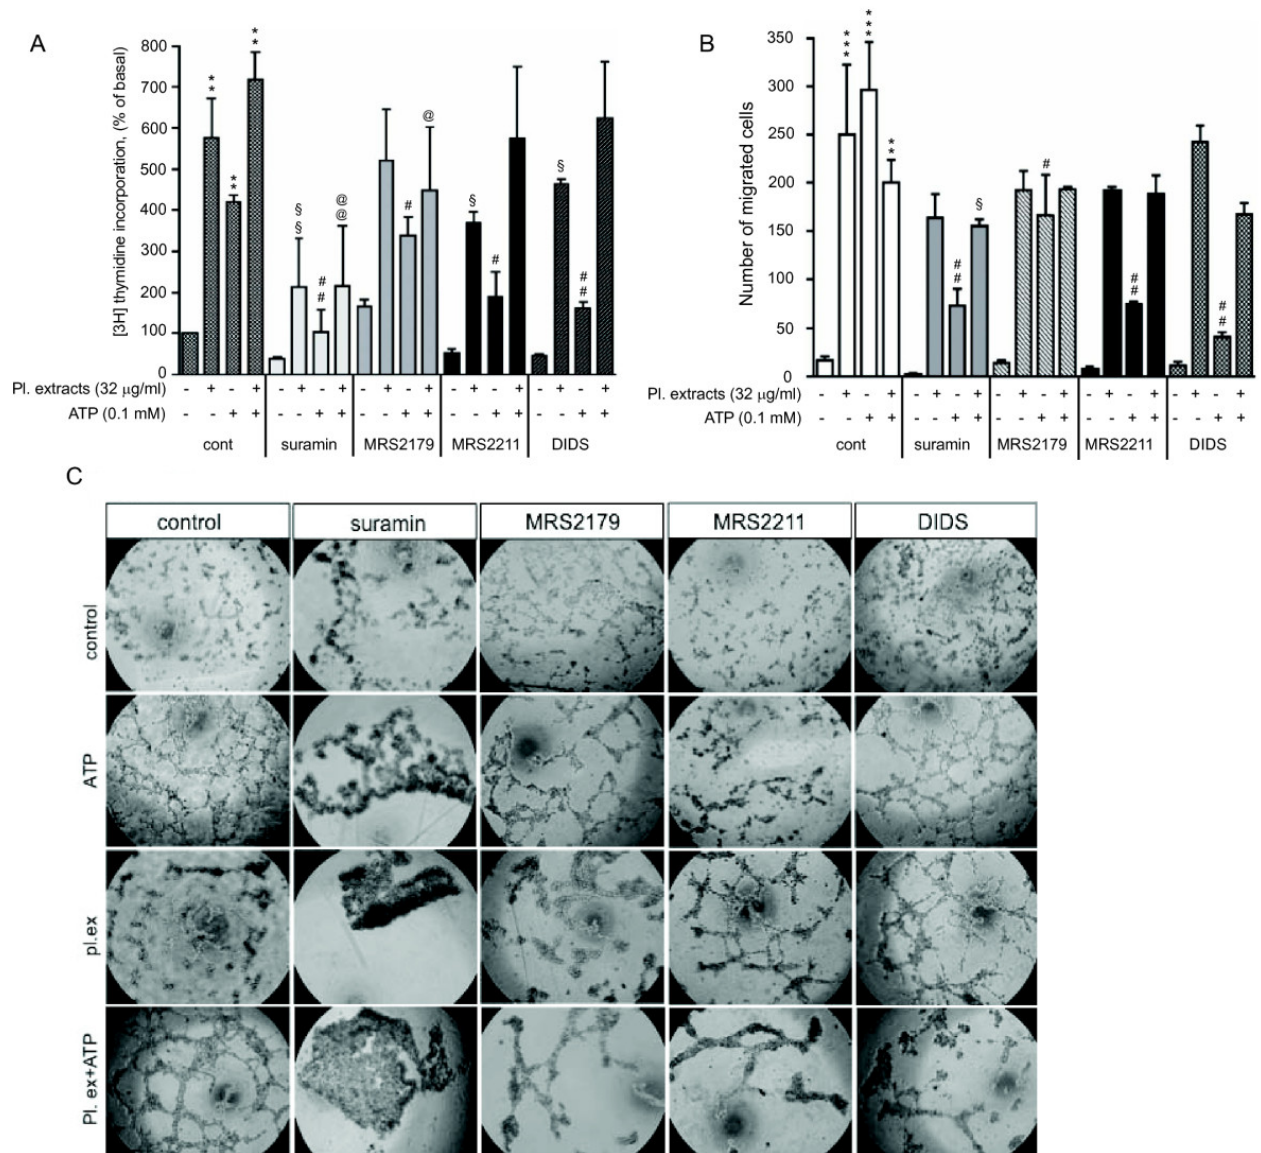 A
[3H] thymidine incorporation, (% of basal)
800
700
600
500
400
300
200
100
0
* *
* *
* *
§ §
# #
@ @
#
@
§
#
§
# #
Pl. extracts (32 µg/ml) - + - + - + - + - + - + - + - + - + - +
ATP (0.1 mM) - - + + - - + + - - + + - - + + - - + +
cont suramin MRS2179 MRS2211 DIDS
B
Number of migrated cells
350
300
250
200
150
100
50
0
* * *
* * *
* *
# #
§
#
# #
# #
Pl. extracts (32 µg/ml) - + - + - + - + - + - + - + - + - + - +
ATP (0.1 mM) - - + + - - + + - - + + - - + + - - + +
cont suramin MRS2179 MRS2211 DIDS
C
control suramin MRS2179 MRS2211 DIDS
control
ATP
pl.ex
Pl. ex+ATP